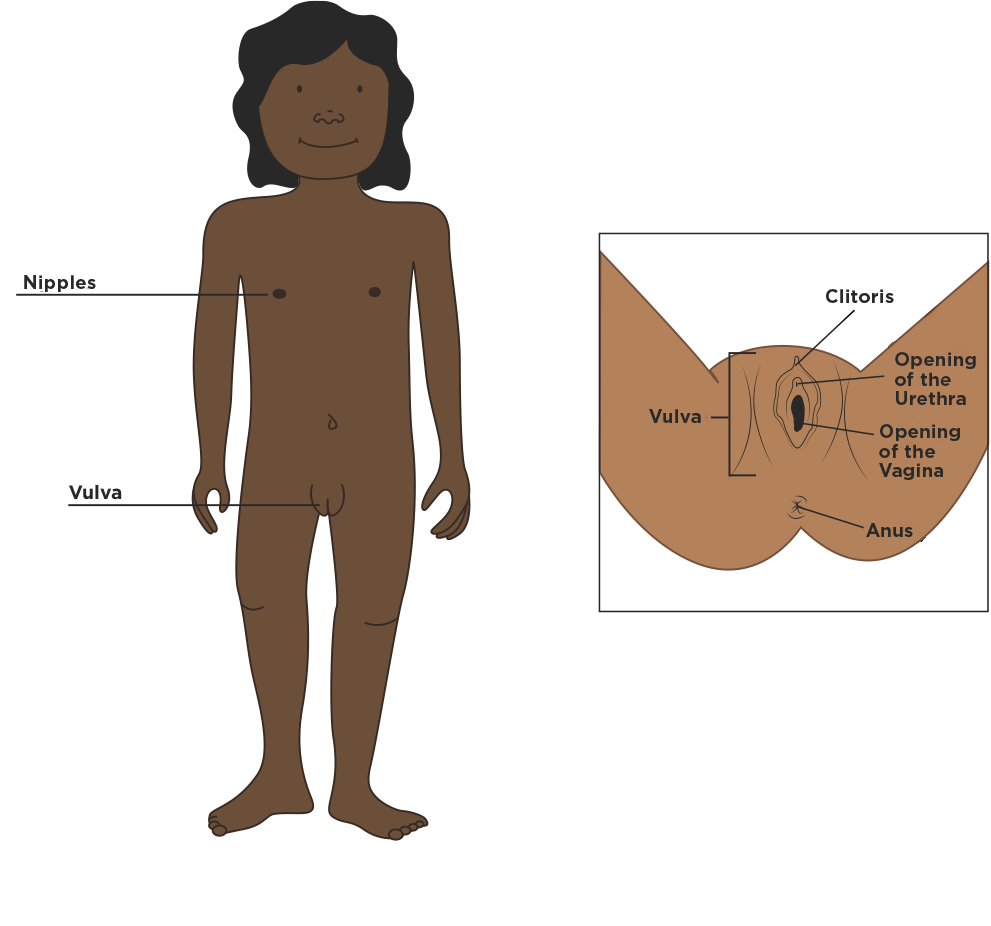 Nipples
Vulva
Clitoris
Opening
of the
Urethra
Vulva
Opening
of the
Vagina
Anus